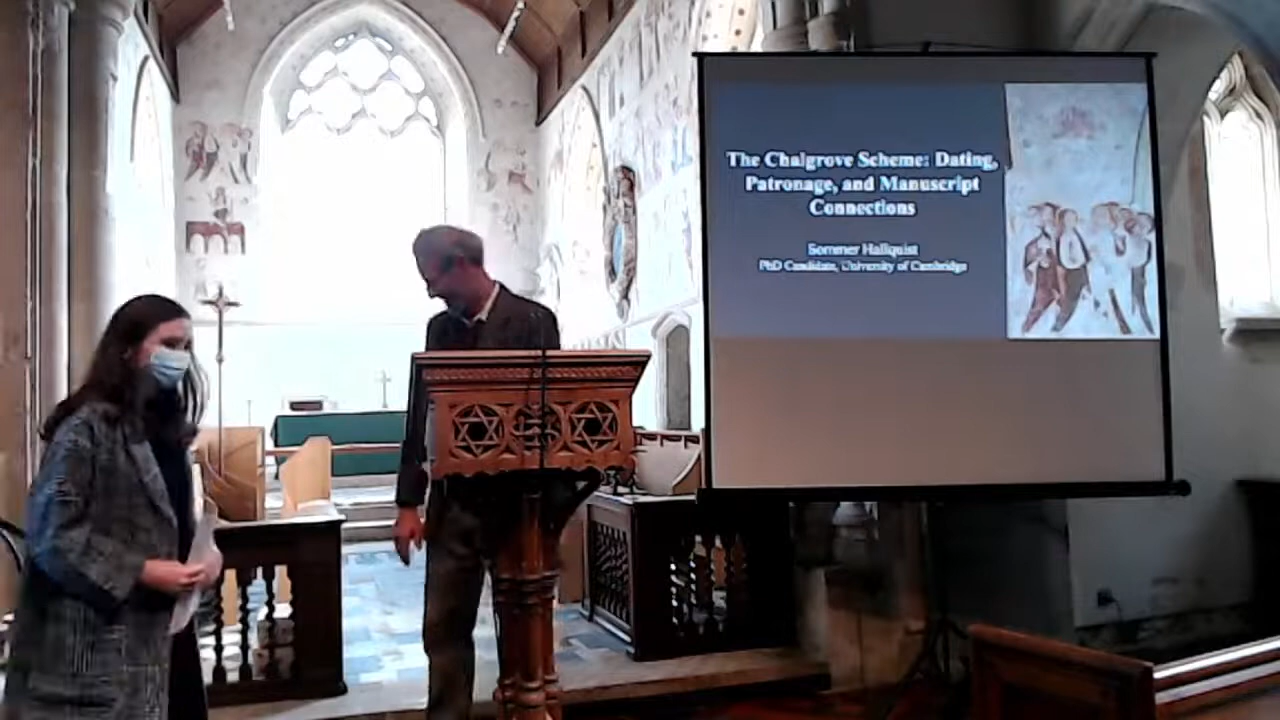 The Chalgrove Scheme: Dating,
Patronage, and Manuscript
Connections
Sommer Hallquist
PhD Candidate, University of Cambridge